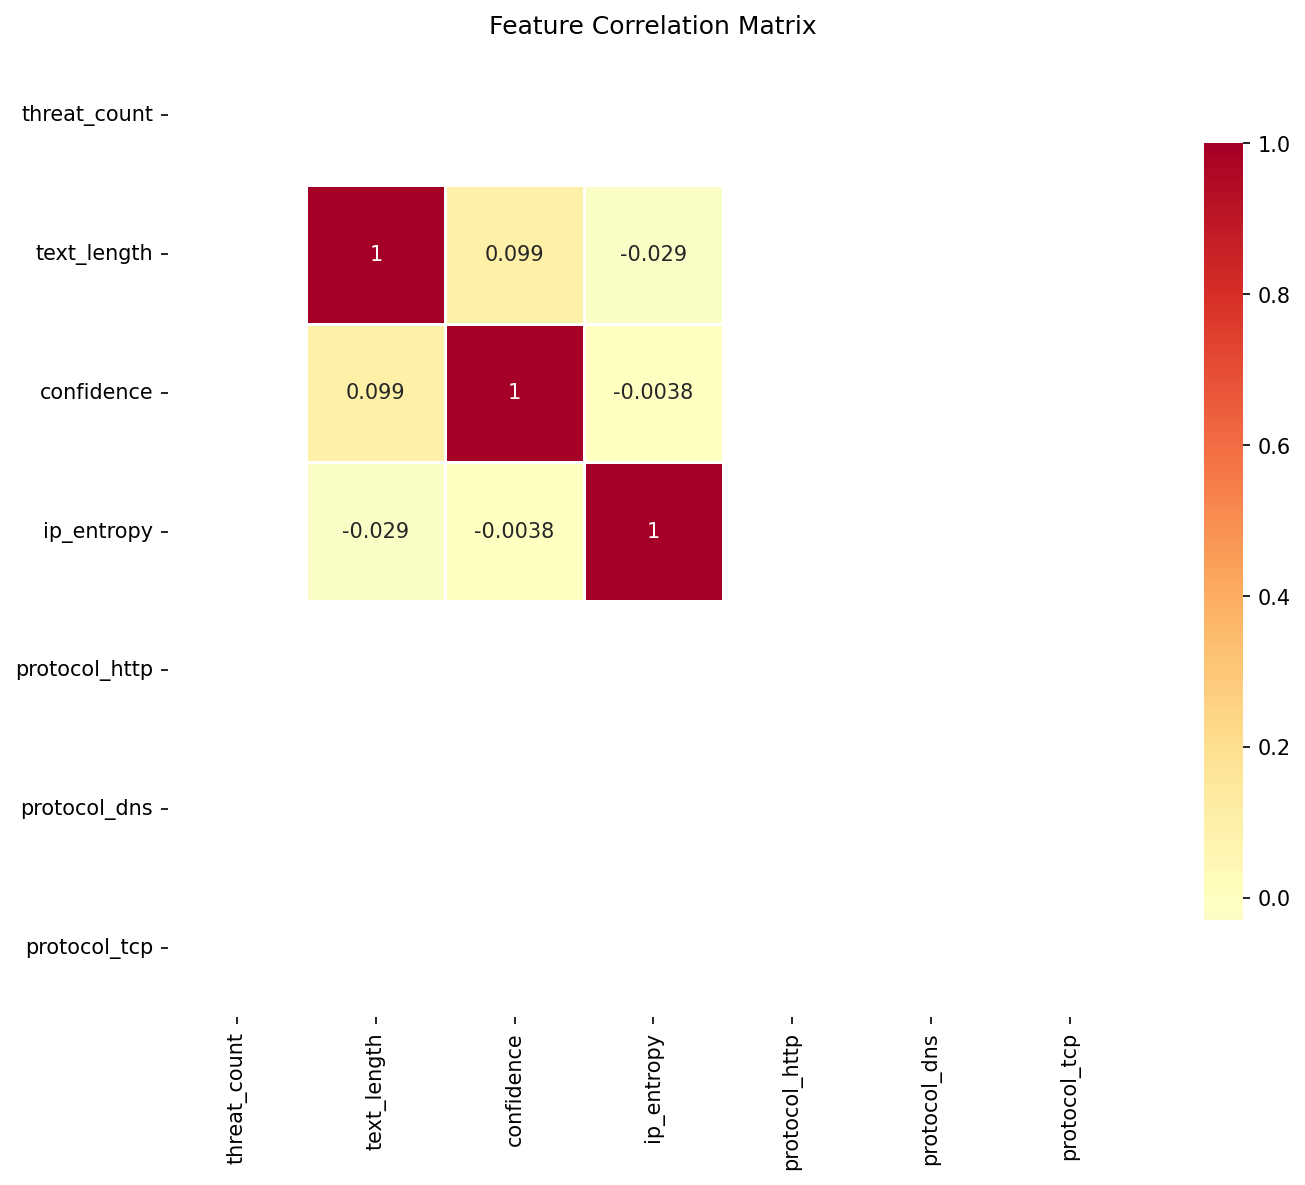 Feature Correlation Matrix
threat_count
text_length
1 0.099 -0.029
confidence
0.099 1 -0.0038
ip_entropy
-0.029 -0.0038 1
protocol_http
protocol_dns
protocol_tcp
threat_count
text_length
confidence
ip_entropy
protocol_http
protocol_dns
protocol_tcp
1.0
0.8
0.6
0.4
0.2
0.0